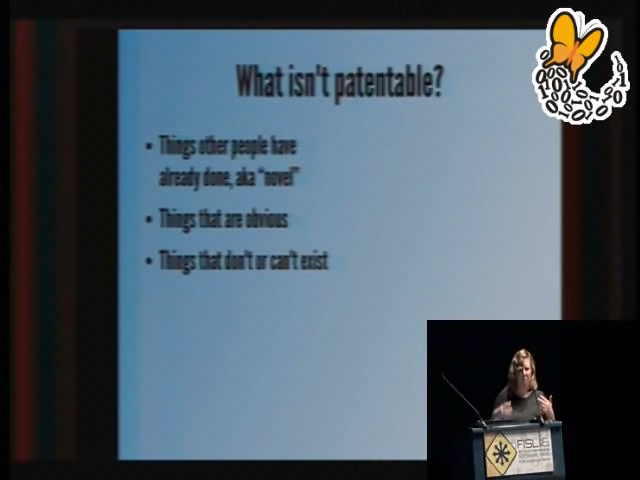 What isn't patentable?
• Things other people have
already done, aka "novel"
• Things that are obvious
• Things that don't or can't exist
FISL16